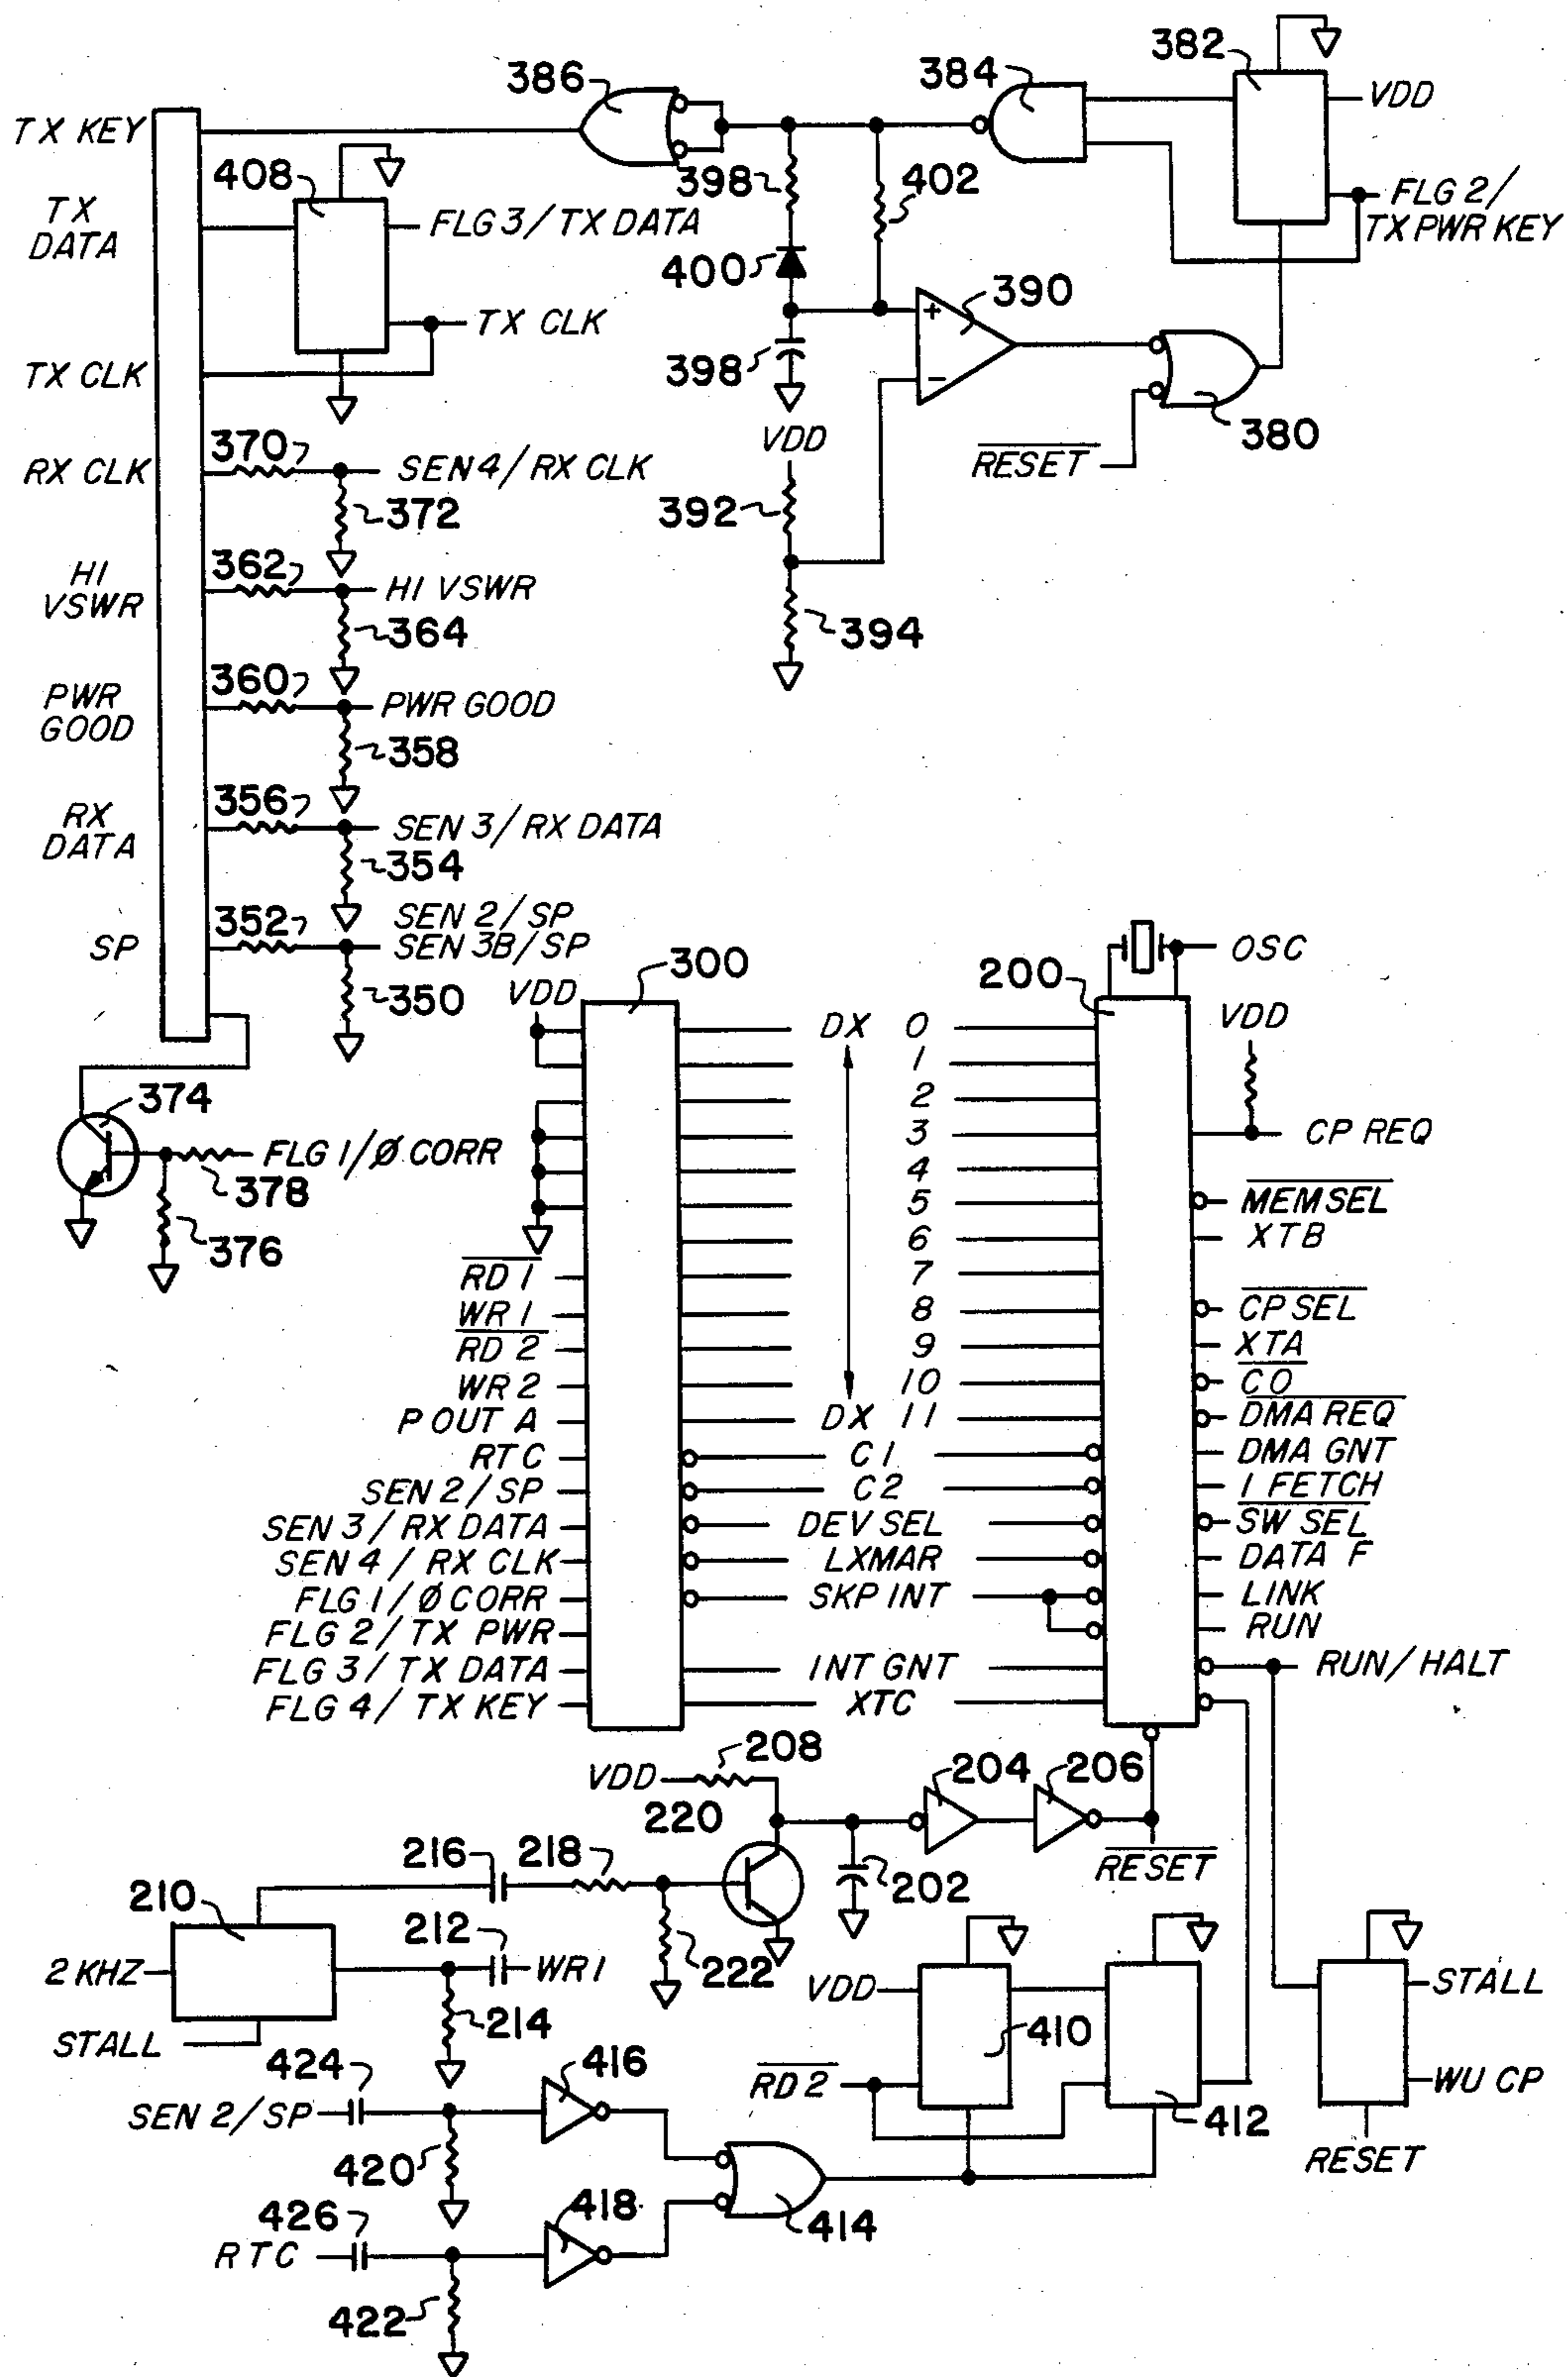 382
386
384
VDD
TX KEY
408
398
402
FLG 2/
TX PWR KEY
TX
DATA
FLG 3/TX DATA
400
390
TX CLK
TX CLK
398
380
370
VDD
RESET
RX CLK
SEN 4/RX CLK
372
392
HI
VSWR
362
HI VSWR
364
394
PWR
GOOD
360
PWR GOOD
358
RX
DATA
356
SEN 3/RX DATA
354
SP
352
SEN 2/SP
SEN 3B/SP
350
300
VDD
200
OSC
VDD
DX 0
1
2
3
4
5
6
7
8
9
10
DX 11
C1
C2
DEV SEL
LXMAR
SKP INT
INT GNT
XTC
374
FLG 1/Ø CORR
378
376
RD 1
WR 1
RD 2
WR 2
P OUT A
RTC
SEN 2/SP
SEN 3/RX DATA
SEN 4/RX CLK
FLG 1/Ø CORR
FLG 2/TX PWR
FLG 3/TX DATA
FLG 4/TX KEY
CP REQ
MEMSEL
XTB
CP SEL
XTA
CO
DMA REQ
DMA GNT
I FETCH
SW SEL
DATA F
LINK
RUN
RUN/HALT
VDD
208
204
206
220
216
218
202
RESET
210
212
2 KHZ
WR1
222
214
STALL
VDD
410
STALL
424
416
RD 2
WU CP
SEN 2/SP
412
420
RESET
426
418
414
RTC
422